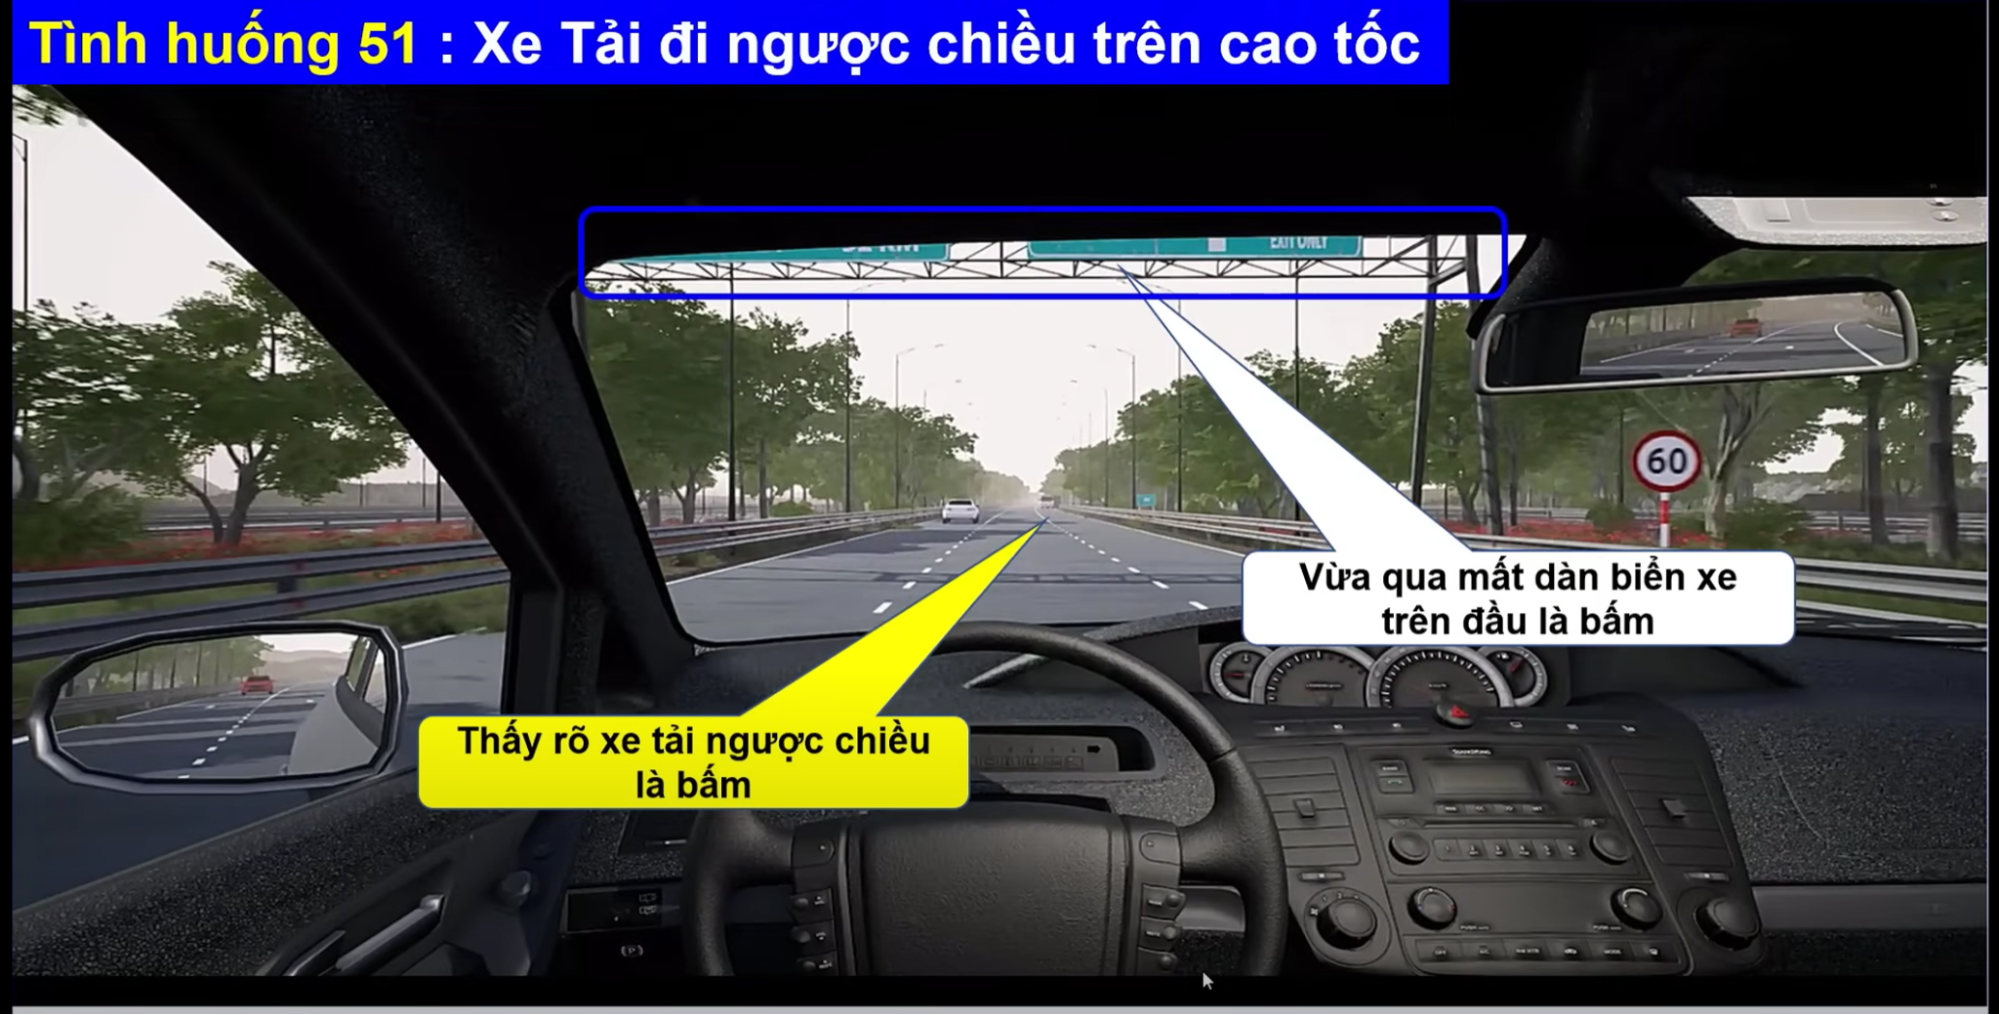 Tình huống 51 : Xe Tải đi ngược chiều trên cao tốc
EXIT ONLY
60
Vừa qua mất dàn biển xe
trên đầu là bấm
Thấy rõ xe tải ngược chiều
là bấm